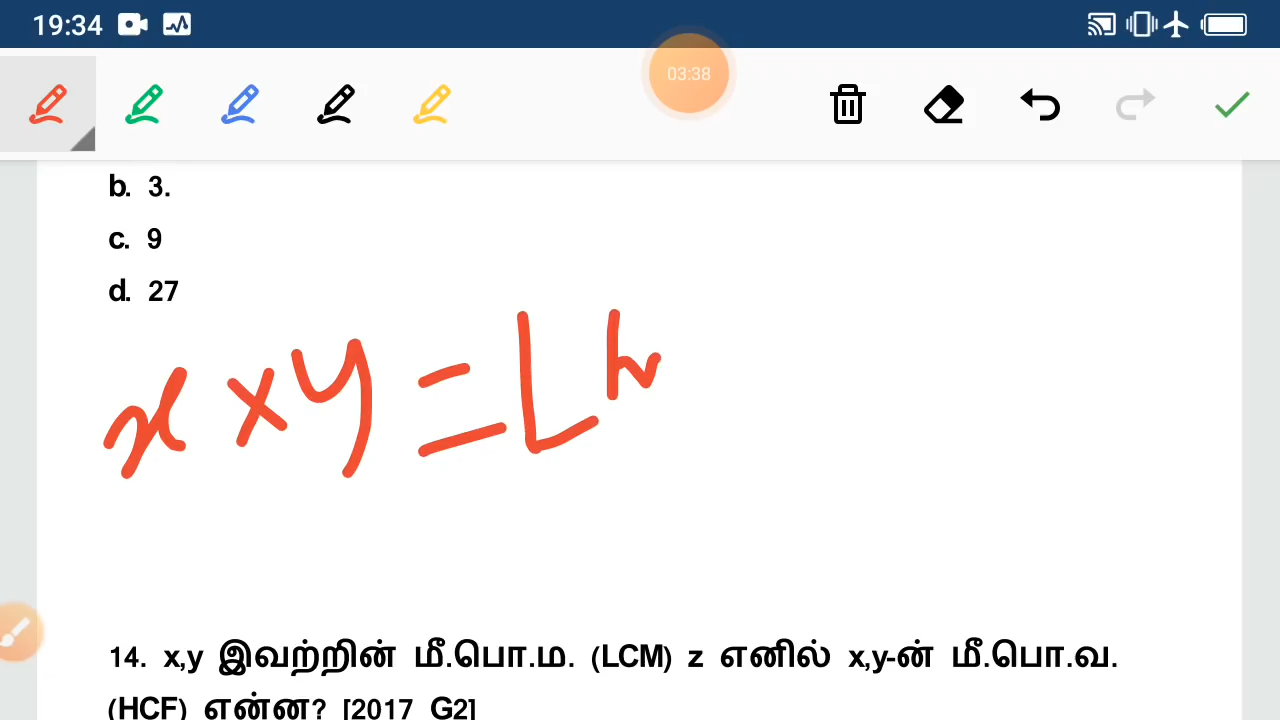 19:34
03:38
b. 3.
c. 9
d. 27
x × y = L h
14. x,y இவற்றின் மீ.பொ.ம. (LCM) z எனில் x,y-ன் மீ.பொ.வ.
(HCF) என்ன? [2017 G2]